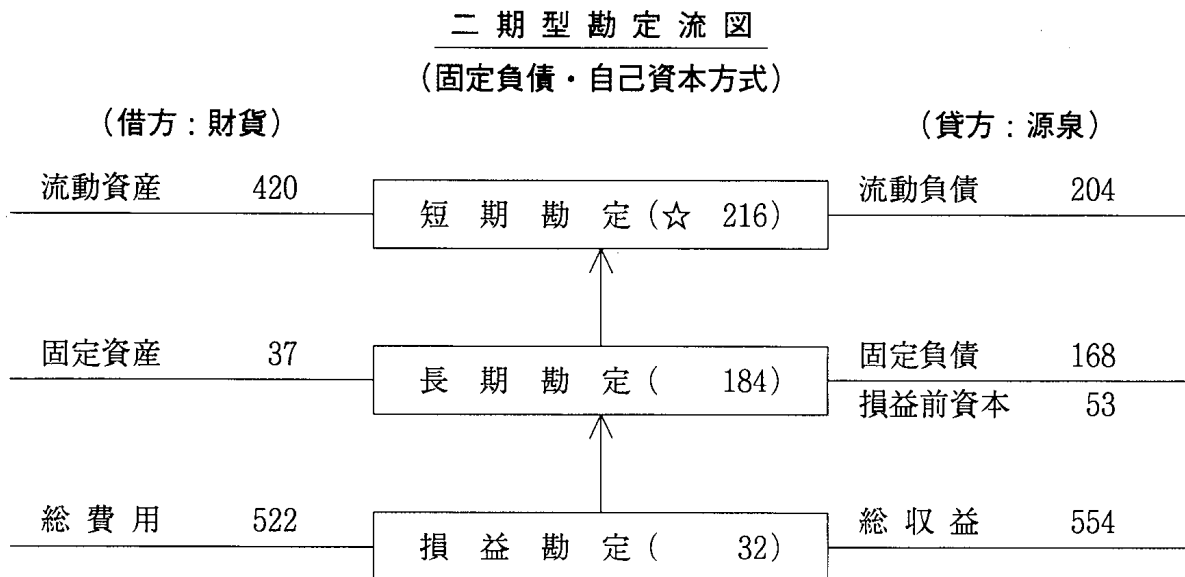 二期型勘定流図
(固定負債・自己資本方式)
(借方：財貨) (貸方：源泉)
流動資産 420 短期勘定(☆ 216) 流動負債 204
固定資産 37 長期勘定( 184) 固定負債 168
損益前資本 53
総費用 522 損益勘定( 32) 総収益 554